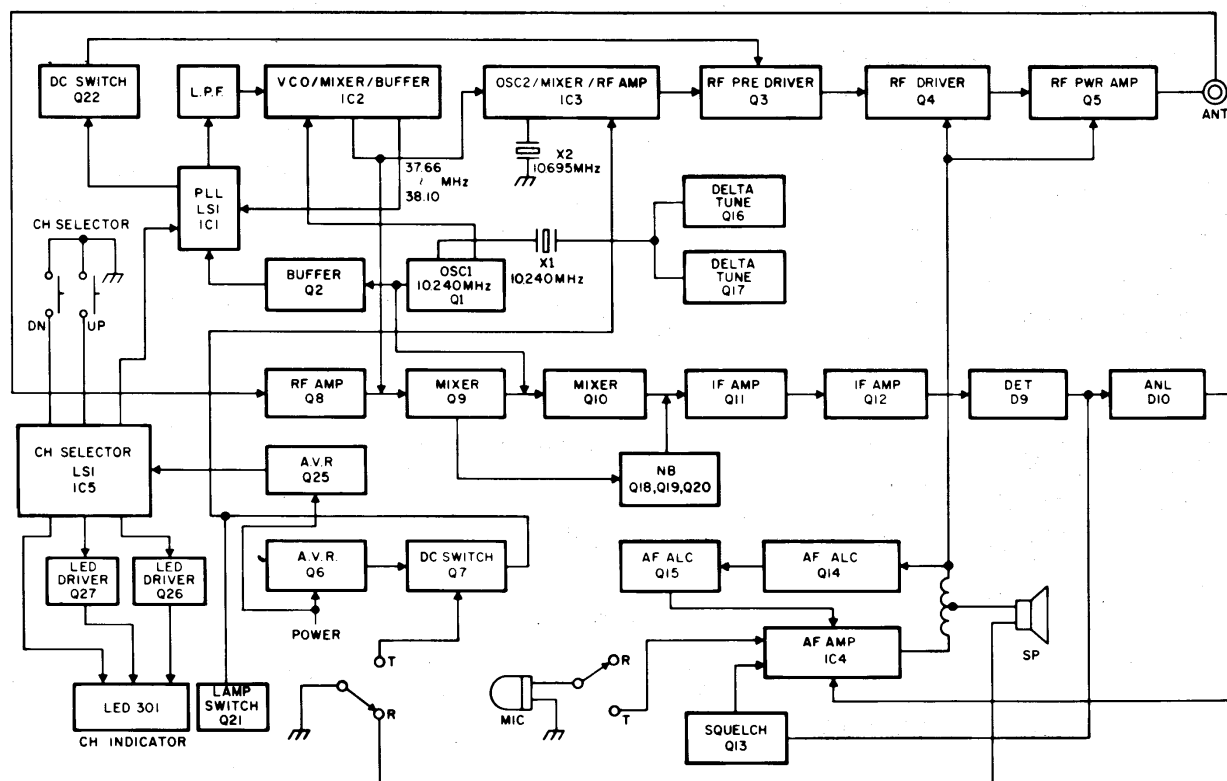 DC SWITCH
Q22
L.P.F.
VCO/MIXER/BUFFER
IC2
OSC2/MIXER/RF AMP
IC3
RF PRE DRIVER
Q3
RF DRIVER
Q4
RF PWR AMP
Q5
ANT
X2
10695MHz
37.66
~ MHz
38.10
PLL
LSI
IC1
CH SELECTOR
DELTA
TUNE
Q16
X1
10.240MHz
BUFFER
Q2
OSC1
10.240MHz
Q1
DELTA
TUNE
Q17
DN
UP
RF AMP
Q8
MIXER
Q9
MIXER
Q10
IF AMP
Q11
IF AMP
Q12
DET
D9
ANL
D10
CH SELECTOR
LSI
IC5
A.V.R
Q25
NB
Q18,Q19,Q20
LED
DRIVER
Q27
LED
DRIVER
Q26
A.V.R.
Q6
DC SWITCH
Q7
AF ALC
Q15
AF ALC
Q14
POWER
T
R
AF AMP
IC4
SP
LED 301
CH INDICATOR
LAMP
SWITCH
Q21
R
MIC
T
SQUELCH
Q13